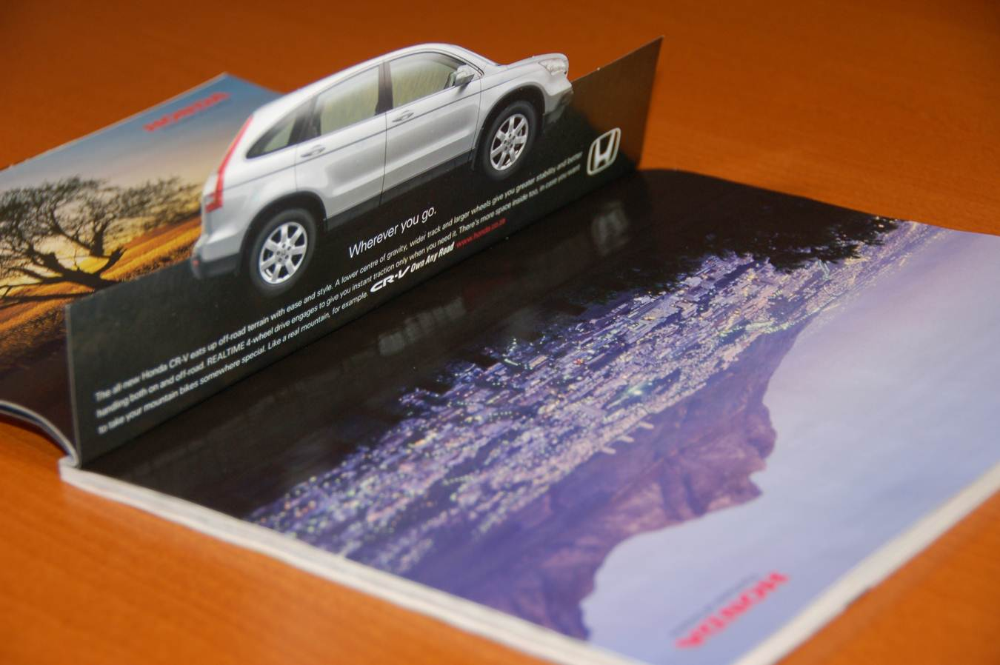 HONDA
Wherever you go.
The all-new Honda CR-V eats up off-road terrain with ease and style. A lower centre of gravity, wider track and larger wheels give you greater stability and better
handling both on and off-road. REALTIME 4-wheel drive engages to give you instant traction only when you need it. There's more space inside too, in case you want
to take your mountain bikes somewhere special. Like a real mountain, for example. CR-V Own Any Road www.honda.co.za
HONDA